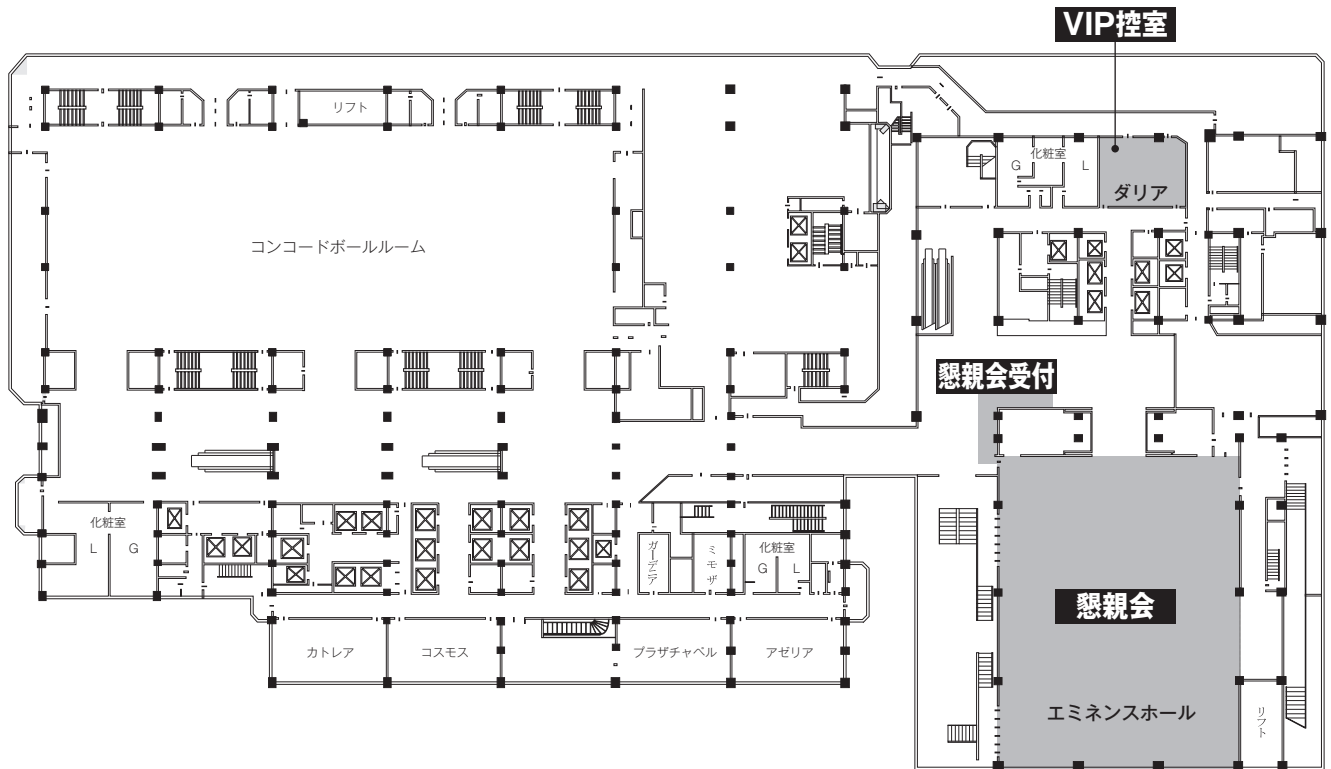 VIP控室
リフト
化粧室
G
L
ダリア
コンコードボールルーム
懇親会受付
化粧室
L
G
ガーデニア
ミモザ
化粧室
G
L
懇親会
カトレア
コスモス
プラザチャペル
アゼリア
エミネンスホール
リフト